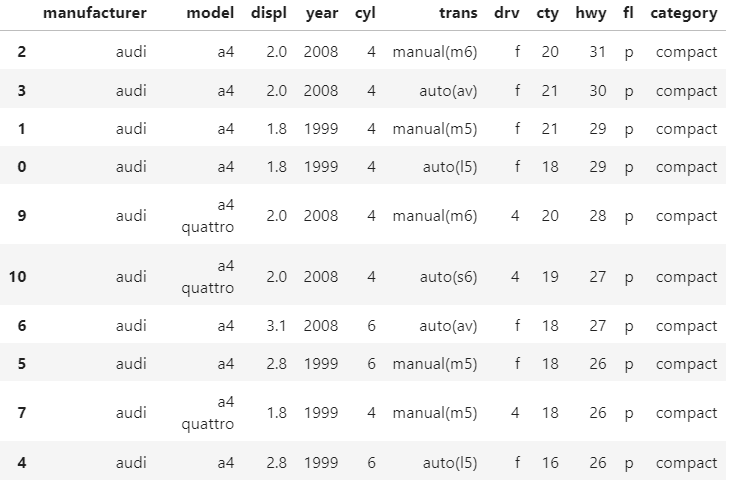 manufacturer model displ year cyl trans drv cty hwy fl category
2 audi a4 2.0 2008 4 manual(m6) f 20 31 p compact
3 audi a4 2.0 2008 4 auto(av) f 21 30 p compact
1 audi a4 1.8 1999 4 manual(m5) f 21 29 p compact
0 audi a4 1.8 1999 4 auto(l5) f 18 29 p compact
9 audi a4 quattro 2.0 2008 4 manual(m6) 4 20 28 p compact
10 audi a4 quattro 2.0 2008 4 auto(s6) 4 19 27 p compact
6 audi a4 3.1 2008 6 auto(av) f 18 27 p compact
5 audi a4 2.8 1999 6 manual(m5) f 18 26 p compact
7 audi a4 quattro 1.8 1999 4 manual(m5) 4 18 26 p compact
4 audi a4 2.8 1999 6 auto(l5) f 16 26 p compact